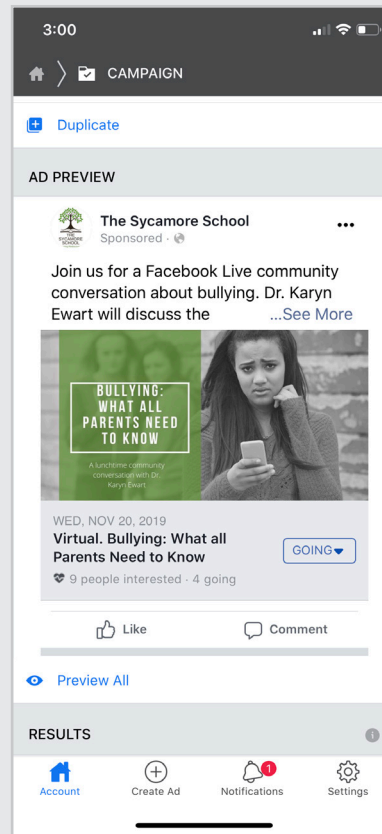 3:00
CAMPAIGN
Duplicate
AD PREVIEW
THE
SYCAMORE
SCHOOL
The Sycamore School
Sponsored ·
Join us for a Facebook Live community
conversation about bullying. Dr. Karyn
Ewart will discuss the ...See More
BULLYING:
WHAT ALL
PARENTS NEED
TO KNOW
A lunchtime community
conversation with Dr.
Karyn Ewart
WED, NOV 20, 2019
Virtual. Bullying: What all
Parents Need to Know
GOING
9 people interested · 4 going
Like Comment
Preview All
RESULTS
1
Account Create Ad Notifications Settings